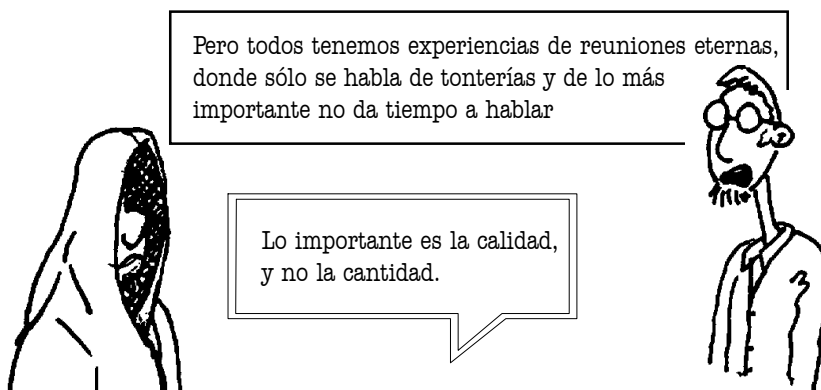 Pero todos tenemos experiencias de reuniones eternas,
donde sólo se habla de tonterías y de lo más
importante no da tiempo a hablar
Lo importante es la calidad,
y no la cantidad.